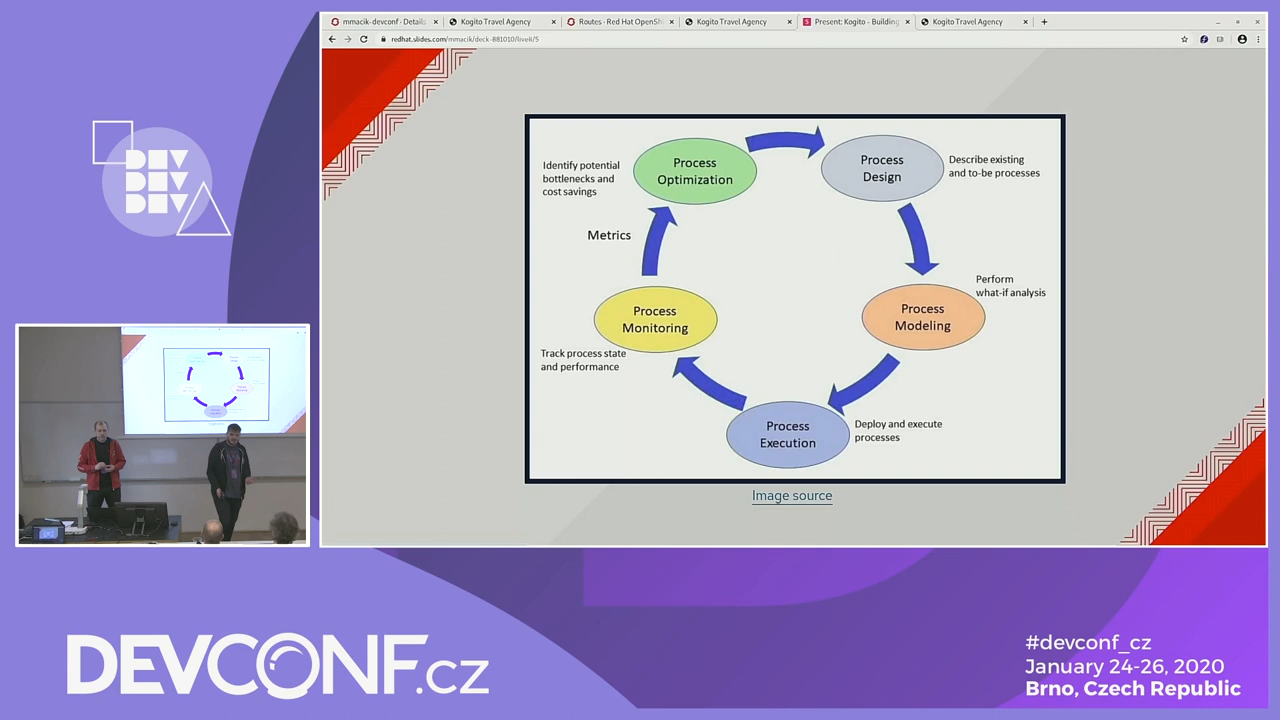 mmacik-devconf · Details
Kogito Travel Agency
Routes · Red Hat OpenShi
Kogito Travel Agency
Present: Kogito - Building
Kogito Travel Agency
redhat.slides.com/mmacik/deck-881010/live#/5
DEV
DEV
DEV
Identify potential
bottlenecks and
cost savings
Process
Optimization
Process
Design
Describe existing
and to-be processes
Metrics
Perform
what-if analysis
Process
Monitoring
Process
Modeling
Track process state
and performance
Process
Execution
Deploy and execute
processes
Image source
DEVCONF.cz
#devconf_cz
January 24-26, 2020
Brno, Czech Republic